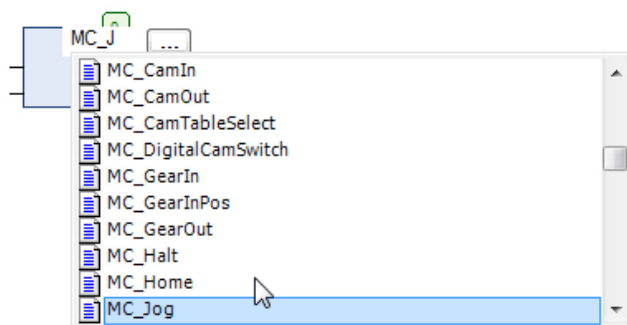 MC_J
...
MC_CamIn
MC_CamOut
MC_CamTableSelect
MC_DigitalCamSwitch
MC_GearIn
MC_GearInPos
MC_GearOut
MC_Halt
MC_Home
MC_Jog